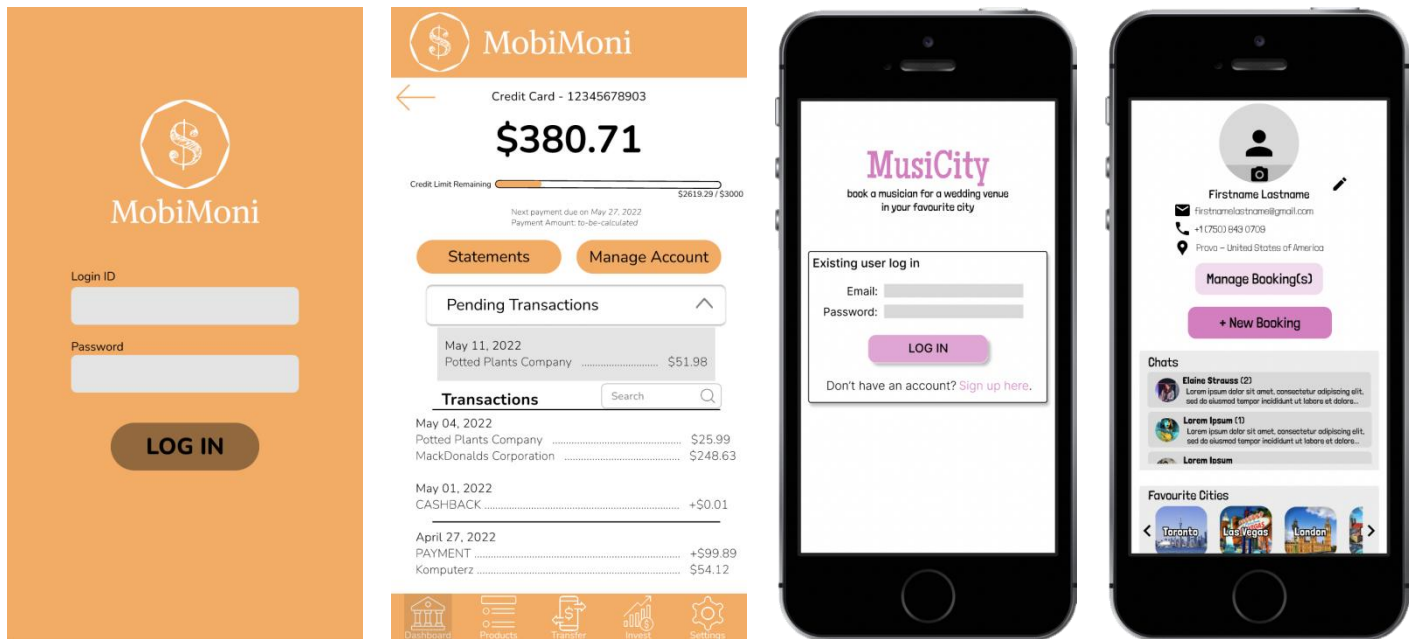 MobiMoni
Login ID
Password
LOG IN
MobiMoni
Credit Card - 12345678903
$380.71
Credit Limit Remaining
$2619.29 / $3000
Next payment due on May 27, 2022
Payment Amount: to-be-calculated
Statements
Manage Account
Pending Transactions
May 11, 2022
Potted Plants Company ........................ $51.98
Transactions
Search
May 04, 2022
Potted Plants Company ........................ $25.99
MackDonalds Corporation ........................ $248.63
May 01, 2022
CASHBACK ........................ +$0.01
April 27, 2022
PAYMENT ........................ +$99.89
Komputerz ........................ $54.12
Dashboard
Products
Transfer
Invest
Settings
MusiCity
book a musician for a wedding venue
in your favourite city
Existing user log in
Email:
Password:
LOG IN
Don't have an account? Sign up here.
Firstname Lastname
firstnamelastname@gmail.com
+1 (750) 843 0709
Provo - United States of America
Manage Booking(s)
+ New Booking
Chats
Elaine Strauss (2)
Lorem ipsum dolor sit amet, consectetur adipiscing elit,
sed do eiusmod tempor incididunt ut labore et dolore...
Lorem Ipsum (1)
Lorem ipsum dolor sit amet, consectetur adipiscing elit,
sed do eiusmod tempor incididunt ut labore et dolore...
Lorem Ipsum
Favourite Cities
Toronto
Las Vegas
London